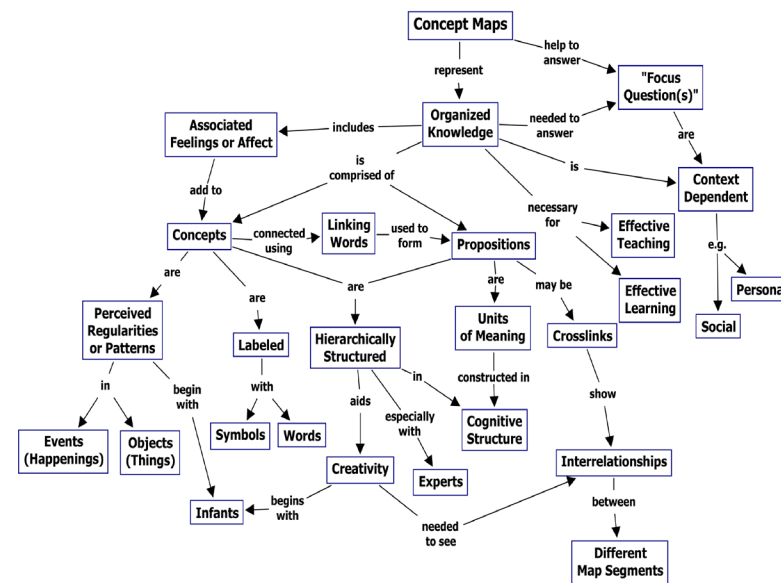 Concept Maps
help to
answer
represent
"Focus
Question(s)"
Organized
Knowledge
needed to
answer
Associated
Feelings or Affect
includes
are
is
comprised of
is
Context
Dependent
add to
necessary
for
Linking
Words
Effective
Teaching
Concepts
connected
using
used to
form
Propositions
e.g.
are
are
are
are
may be
Effective
Learning
Persona
Perceived
Regularities
or Patterns
Labeled
Hierarchically
Structured
Units
of Meaning
Crosslinks
Social
in
begin
with
with
aids
in
constructed in
show
especially
with
Events
(Happenings)
Objects
(Things)
Symbols
Words
Cognitive
Structure
Creativity
Experts
Interrelationships
Infants
begins
with
needed
to see
between
Different
Map Segments